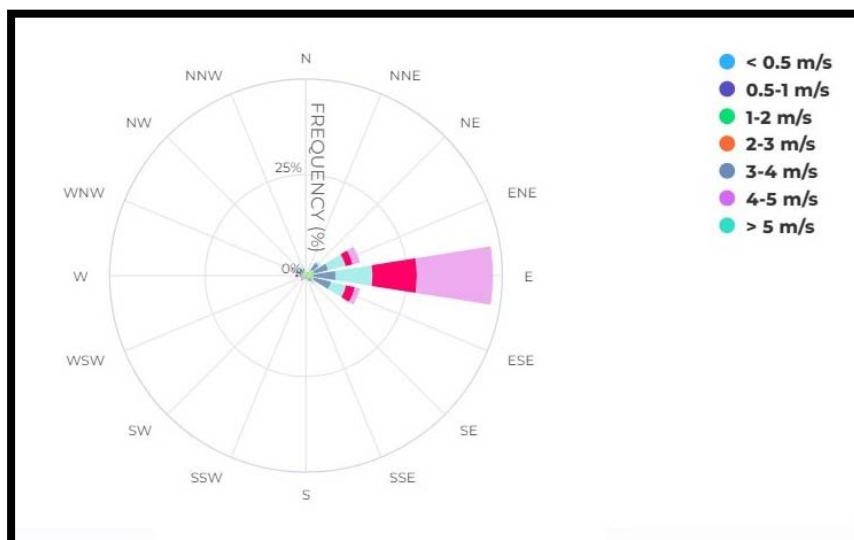 N
NNE
NE
ENE
E
ESE
SE
SSE
S
SSW
SW
WSW
W
WNW
NW
NNW
FREQUENCY (%)
25%
0%
< 0.5 m/s
0.5-1 m/s
1-2 m/s
2-3 m/s
3-4 m/s
4-5 m/s
> 5 m/s